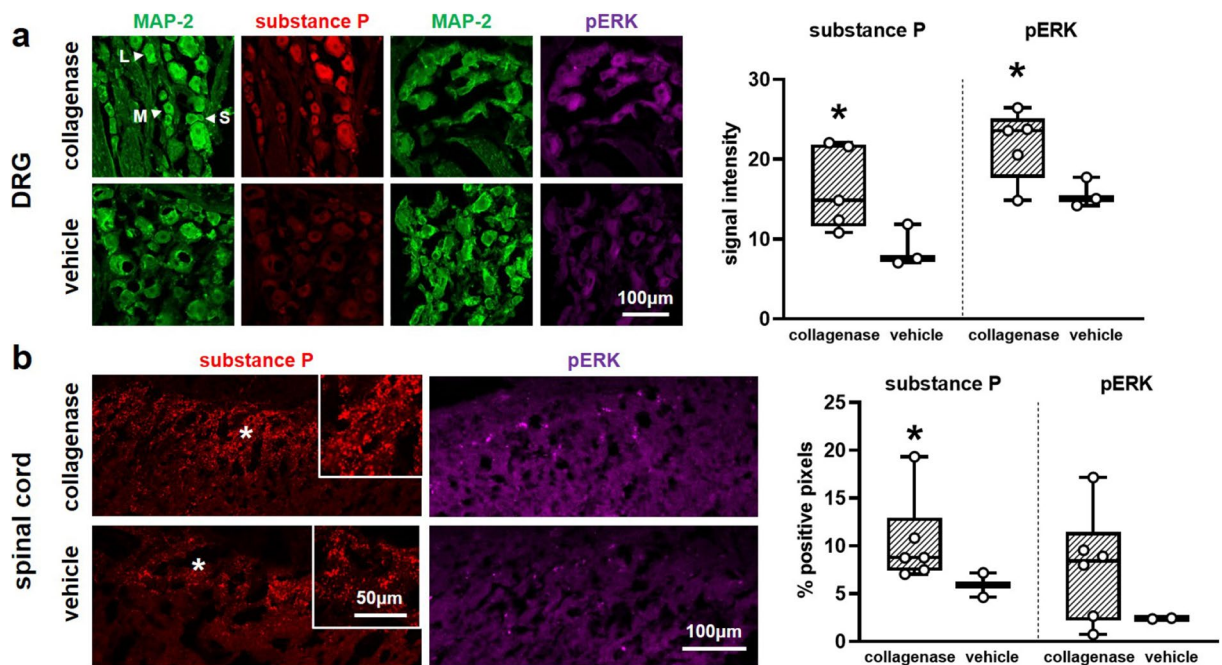 a
MAP-2 substance P MAP-2 pERK
DRG
collagenase
L
M
S
vehicle
100µm
substance P pERK
*
*
signal intensity
30
20
10
0
collagenase vehicle collagenase vehicle
b
substance P pERK
spinal cord
collagenase
*
vehicle
*
50µm
100µm
substance P pERK
*
% positive pixels
25
20
15
10
5
0
collagenase vehicle collagenase vehicle